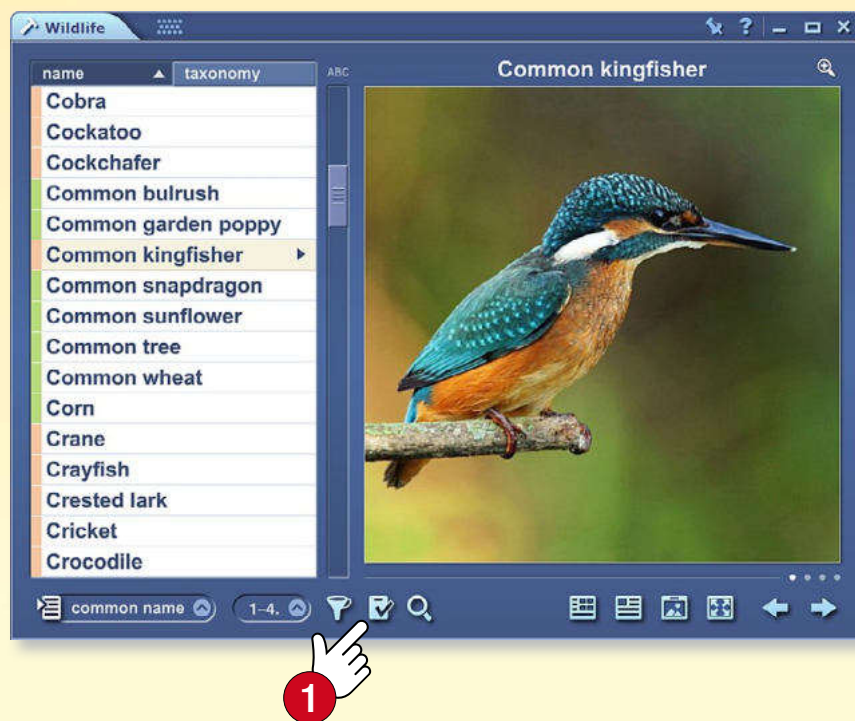 Wildlife
?
name
taxonomy
ABC
Common kingfisher
Cobra
Cockatoo
Cockchafer
Common bulrush
Common garden poppy
Common kingfisher
Common snapdragon
Common sunflower
Common tree
Common wheat
Corn
Crane
Crayfish
Crested lark
Cricket
Crocodile
common name
1–4.
1